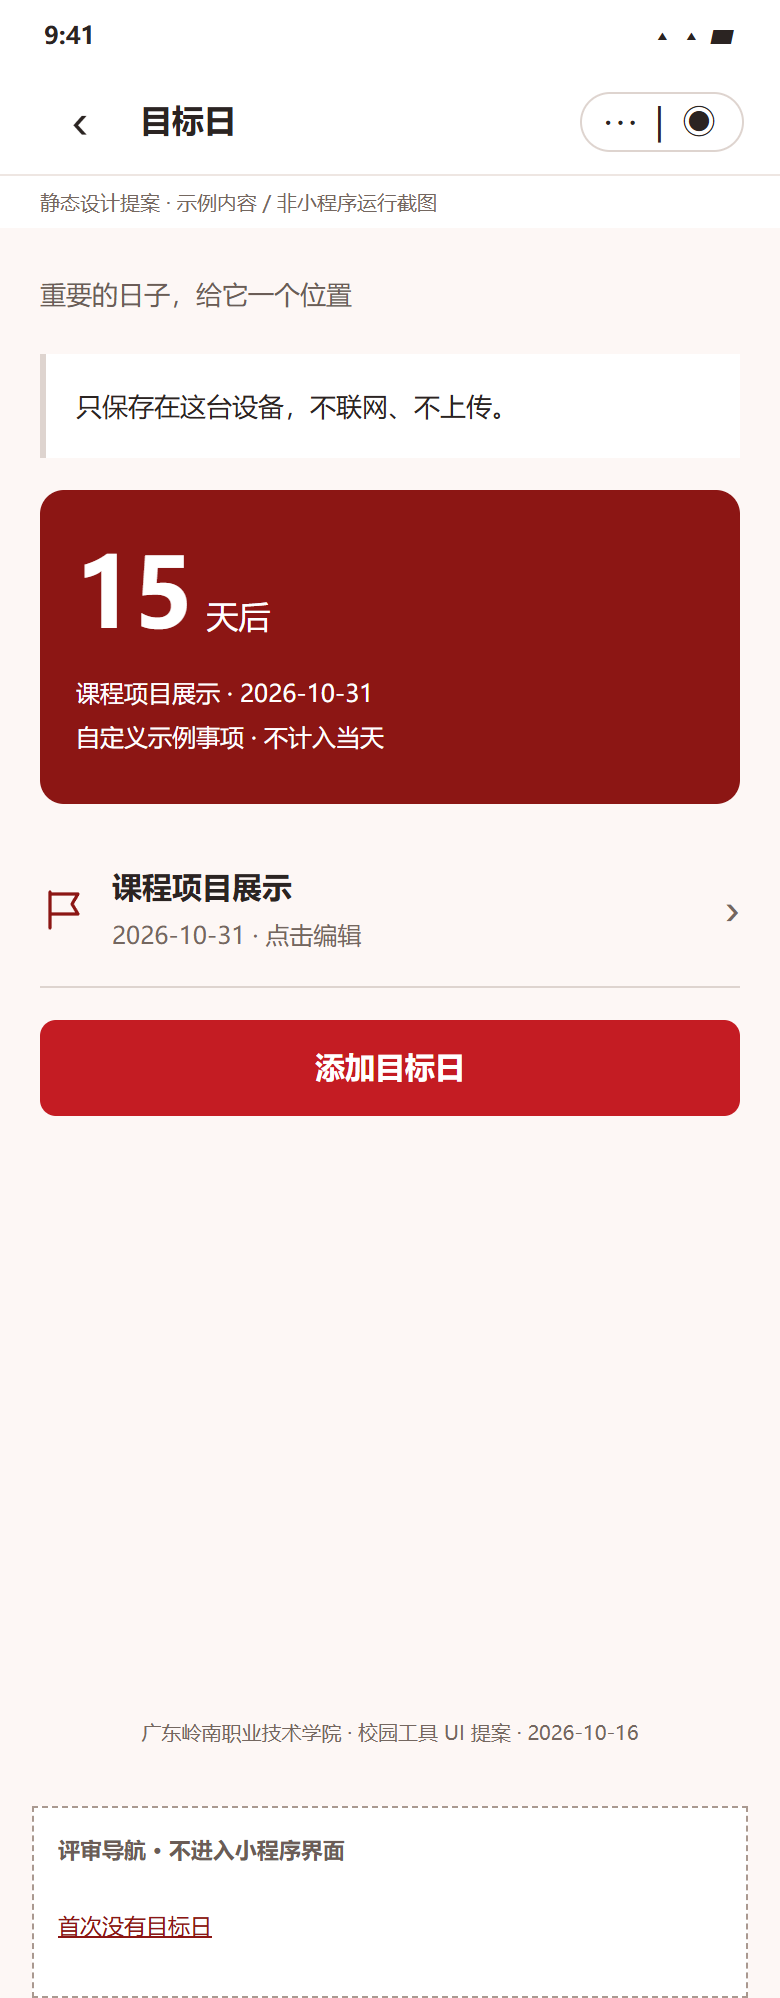 9:41
目标日
静态设计提案 · 示例内容 / 非小程序运行截图
重要的日子，给它一个位置
只保存在这台设备，不联网、不上传。
15 天后
课程项目展示 · 2026-10-31
自定义示例事项 · 不计入当天
课程项目展示
2026-10-31 · 点击编辑
添加目标日
广东岭南职业技术学院 · 校园工具 UI 提案 · 2026-10-16
评审导航 • 不进入小程序界面
首次没有目标日